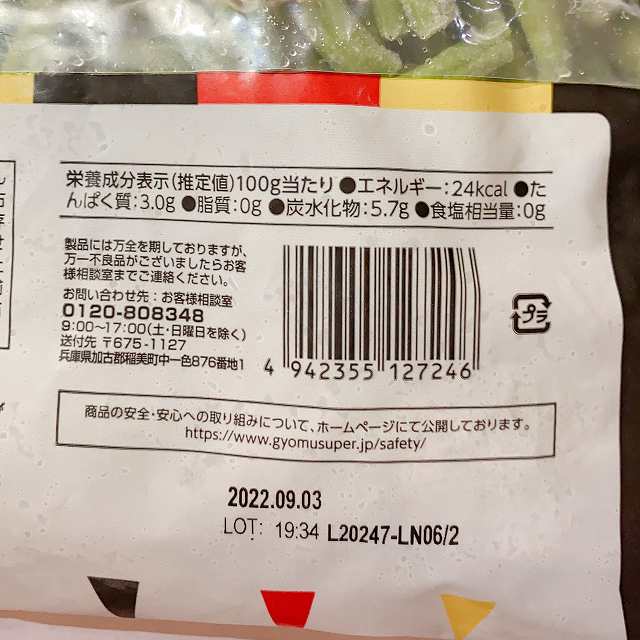 栄養成分表示(推定値)100g当たり ●エネルギー:24kcal ●た
んぱく質:3.0g ●脂質:0g ●炭水化物:5.7g ●食塩相当量:0g
製品には万全を期しておりますが、
万一不良品がございましたらお客
様相談室までご連絡ください。
お問い合わせ先:お客様相談室
0120-808348
9:00〜17:00(土・日曜日を除く)
送付先 〒675-1127
兵庫県加古郡稲美町中一色876番地1
4 942355 127246
プラ
商品の安全・安心への取り組みについて、ホームページにて公開しております。
https://www.gyomusuper.jp/safety/
2022.09.03
LOT: 19:34 L20247-LN06/2